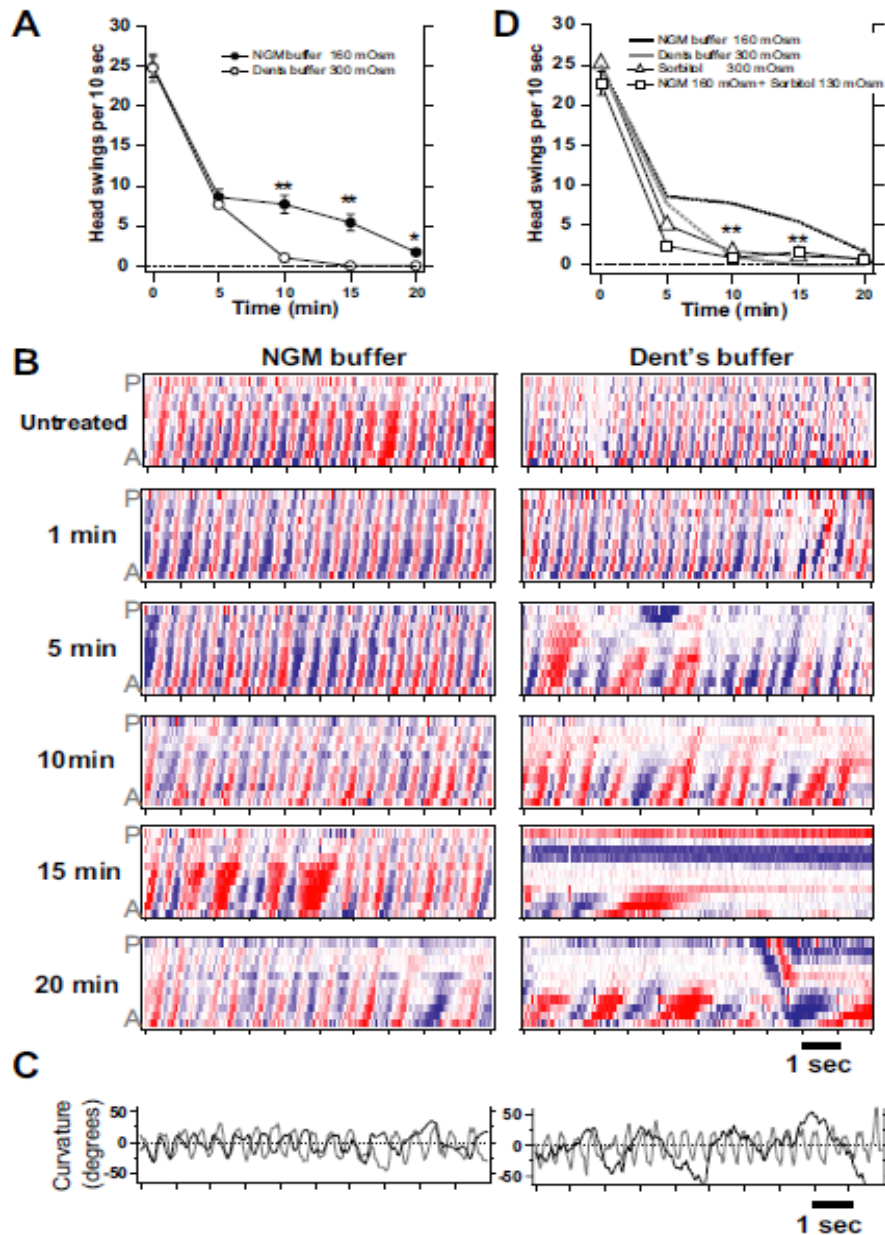 A
30
25
20
15
10
5
0
Head swings per 10 sec
NGM buffer 160 mOsm
Dents buffer 300 mOsm
**
**
*
0 5 10 15 20
Time (min)
D
30
25
20
15
10
5
0
Head swings per 10 sec
NGM buffer 160 mOsm
Dents buffer 300 mOsm
Sorbitol 300 mOsm
NGM 160 mOsm + Sorbitol 130 mOsm
**
**
0 5 10 15 20
Time (min)
B
NGM buffer
Dent's buffer
P
Untreated
A
P
1 min
A
P
5 min
A
P
10min
A
P
15 min
A
P
20 min
A
1 sec
C
Curvature
(degrees)
50
0
-50
50
0
-50
1 sec